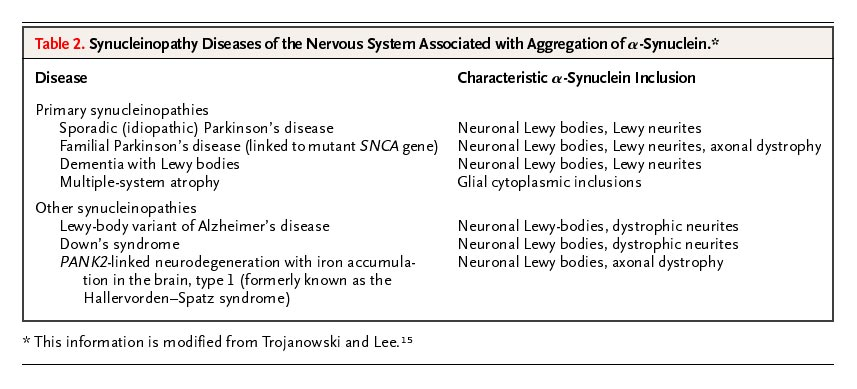 Table 2. Synucleinopathy Diseases of the Nervous System Associated with Aggregation of α-Synuclein.*
Disease Characteristic α-Synuclein Inclusion
Primary synucleinopathies
Sporadic (idiopathic) Parkinson's disease Neuronal Lewy bodies, Lewy neurites
Familial Parkinson's disease (linked to mutant SNCA gene) Neuronal Lewy bodies, Lewy neurites, axonal dystrophy
Dementia with Lewy bodies Neuronal Lewy bodies, Lewy neurites
Multiple-system atrophy Glial cytoplasmic inclusions
Other synucleinopathies
Lewy-body variant of Alzheimer's disease Neuronal Lewy-bodies, dystrophic neurites
Down's syndrome Neuronal Lewy bodies, dystrophic neurites
PANK2-linked neurodegeneration with iron accumula- Neuronal Lewy bodies, axonal dystrophy
tion in the brain, type 1 (formerly known as the
Hallervorden–Spatz syndrome)
* This information is modified from Trojanowski and Lee.¹⁵